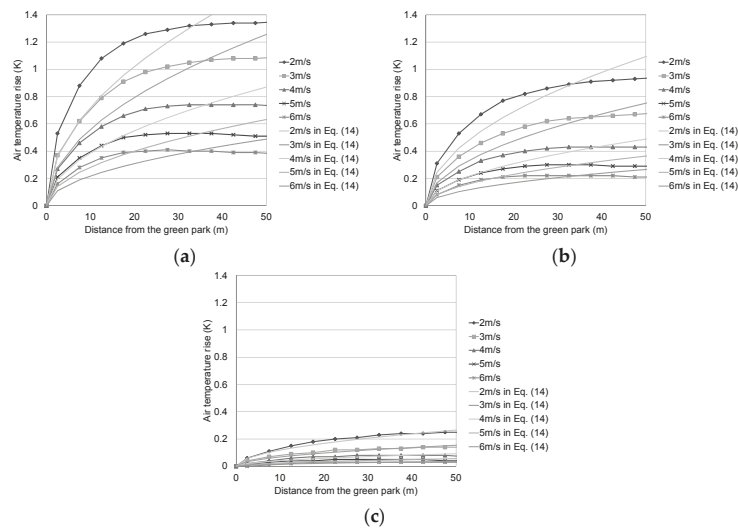 1.4
1.2
1
0.8
0.6
0.4
0.2
0
Air temperature rise (K)
0 10 20 30 40 50
Distance from the green park (m)
2m/s
3m/s
4m/s
5m/s
6m/s
2m/s in Eq. (14)
3m/s in Eq. (14)
4m/s in Eq. (14)
5m/s in Eq. (14)
6m/s in Eq. (14)
(a)
1.4
1.2
1
0.8
0.6
0.4
0.2
0
Air temperature rise (K)
0 10 20 30 40 50
Distance from the green park (m)
2m/s
3m/s
4m/s
5m/s
6m/s
2m/s in Eq. (14)
3m/s in Eq. (14)
4m/s in Eq. (14)
5m/s in Eq. (14)
6m/s in Eq. (14)
(b)
1.4
1.2
1
0.8
0.6
0.4
0.2
0
Air temperature rise (K)
0 10 20 30 40 50
Distance from the green park (m)
2m/s
3m/s
4m/s
5m/s
6m/s
2m/s in Eq. (14)
3m/s in Eq. (14)
4m/s in Eq. (14)
5m/s in Eq. (14)
6m/s in Eq. (14)
(c)